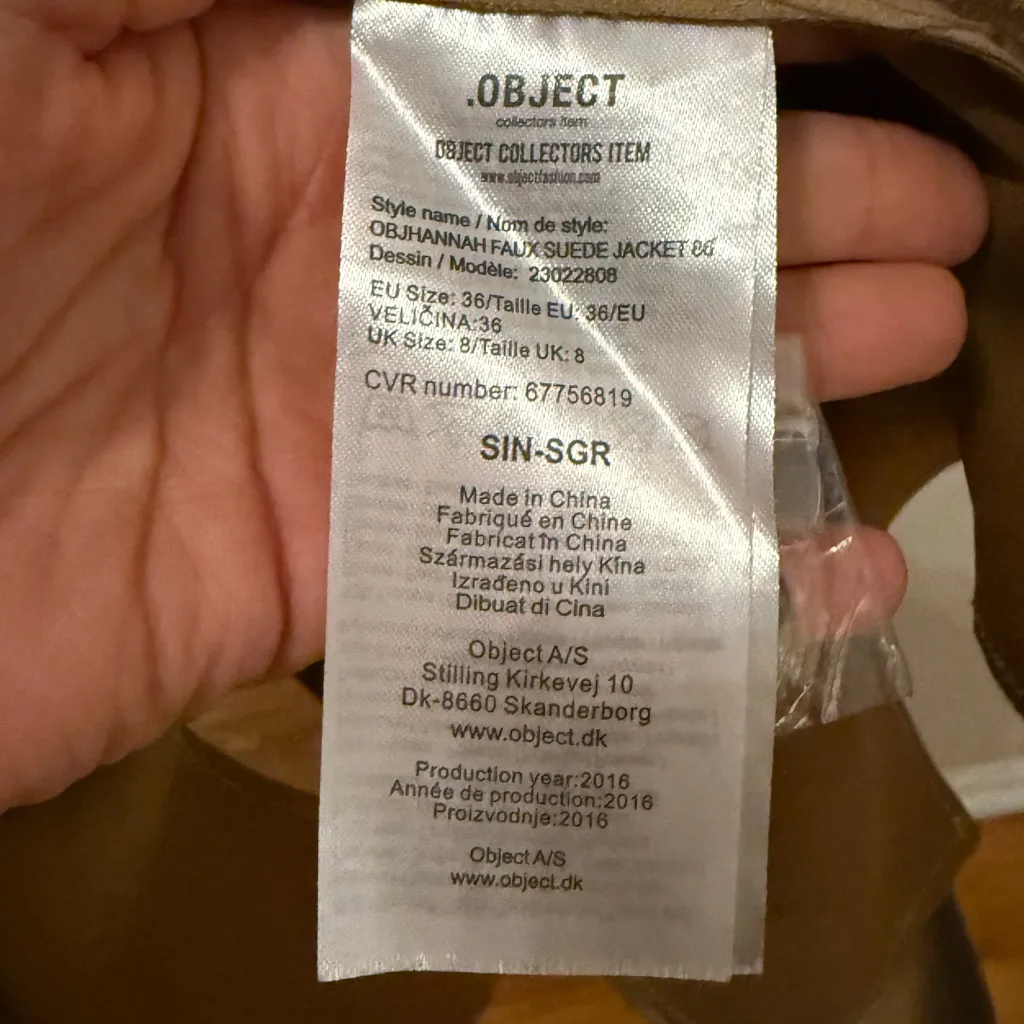 .OBJECT
collectors item
OBJECT COLLECTORS ITEM
www.objectfashion.com
Style name / Nom de style:
OBJHANNAH FAUX SUEDE JACKET
Dessin / Modèle: 23022808
EU Size: 36/Taille EU: 36/EU
VELIČINA:36
UK Size: 8/Taille UK: 8
CVR number: 67756819
SIN-SGR
Made in China
Fabriqué en Chine
Fabricat în China
Származási hely Kína
Izrađeno u Kini
Dibuat di Cina
Object A/S
Stilling Kirkevej 10
Dk-8660 Skanderborg
www.object.dk
Production year:2016
Année de production:2016
Proizvodnje:2016
Object A/S
www.object.dk